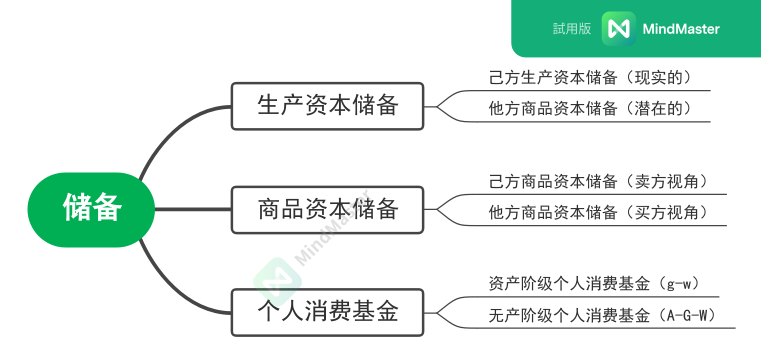 試用版 MindMaster
储备
生产资本储备
己方生产资本储备（现实的）
他方商品资本储备（潜在的）
商品资本储备
己方商品资本储备（卖方视角）
他方商品资本储备（买方视角）
个人消费基金
资产阶级个人消费基金（g-w）
无产阶级个人消费基金（A-G-W）
MindMaster